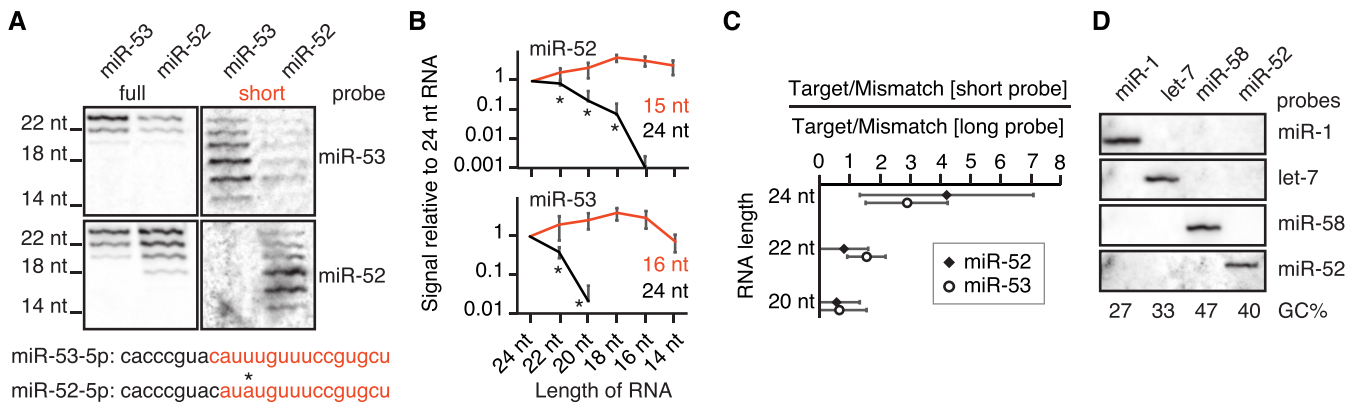 A
miR-53
miR-52
miR-53
miR-52
full
short
probe
22 nt
18 nt
14 nt
miR-53
22 nt
18 nt
14 nt
miR-52
miR-53-5p: cacccguacauuuguuuccgugcu
*
miR-52-5p: cacccguacauauguuuccgugcu
B
Signal relative to 24 nt RNA
miR-52
1
0.1
0.01
0.001
15 nt
24 nt
*
*
*
miR-53
1
0.1
0.01
16 nt
24 nt
*
*
24 nt
22 nt
20 nt
18 nt
16 nt
14 nt
Length of RNA
C
Target/Mismatch [short probe]
Target/Mismatch [long probe]
0 1 2 3 4 5 6 7 8
RNA length
24 nt
22 nt
20 nt
miR-52
miR-53
D
miR-1
let-7
miR-58
miR-52
probes
miR-1
let-7
miR-58
miR-52
27 33 47 40 GC%